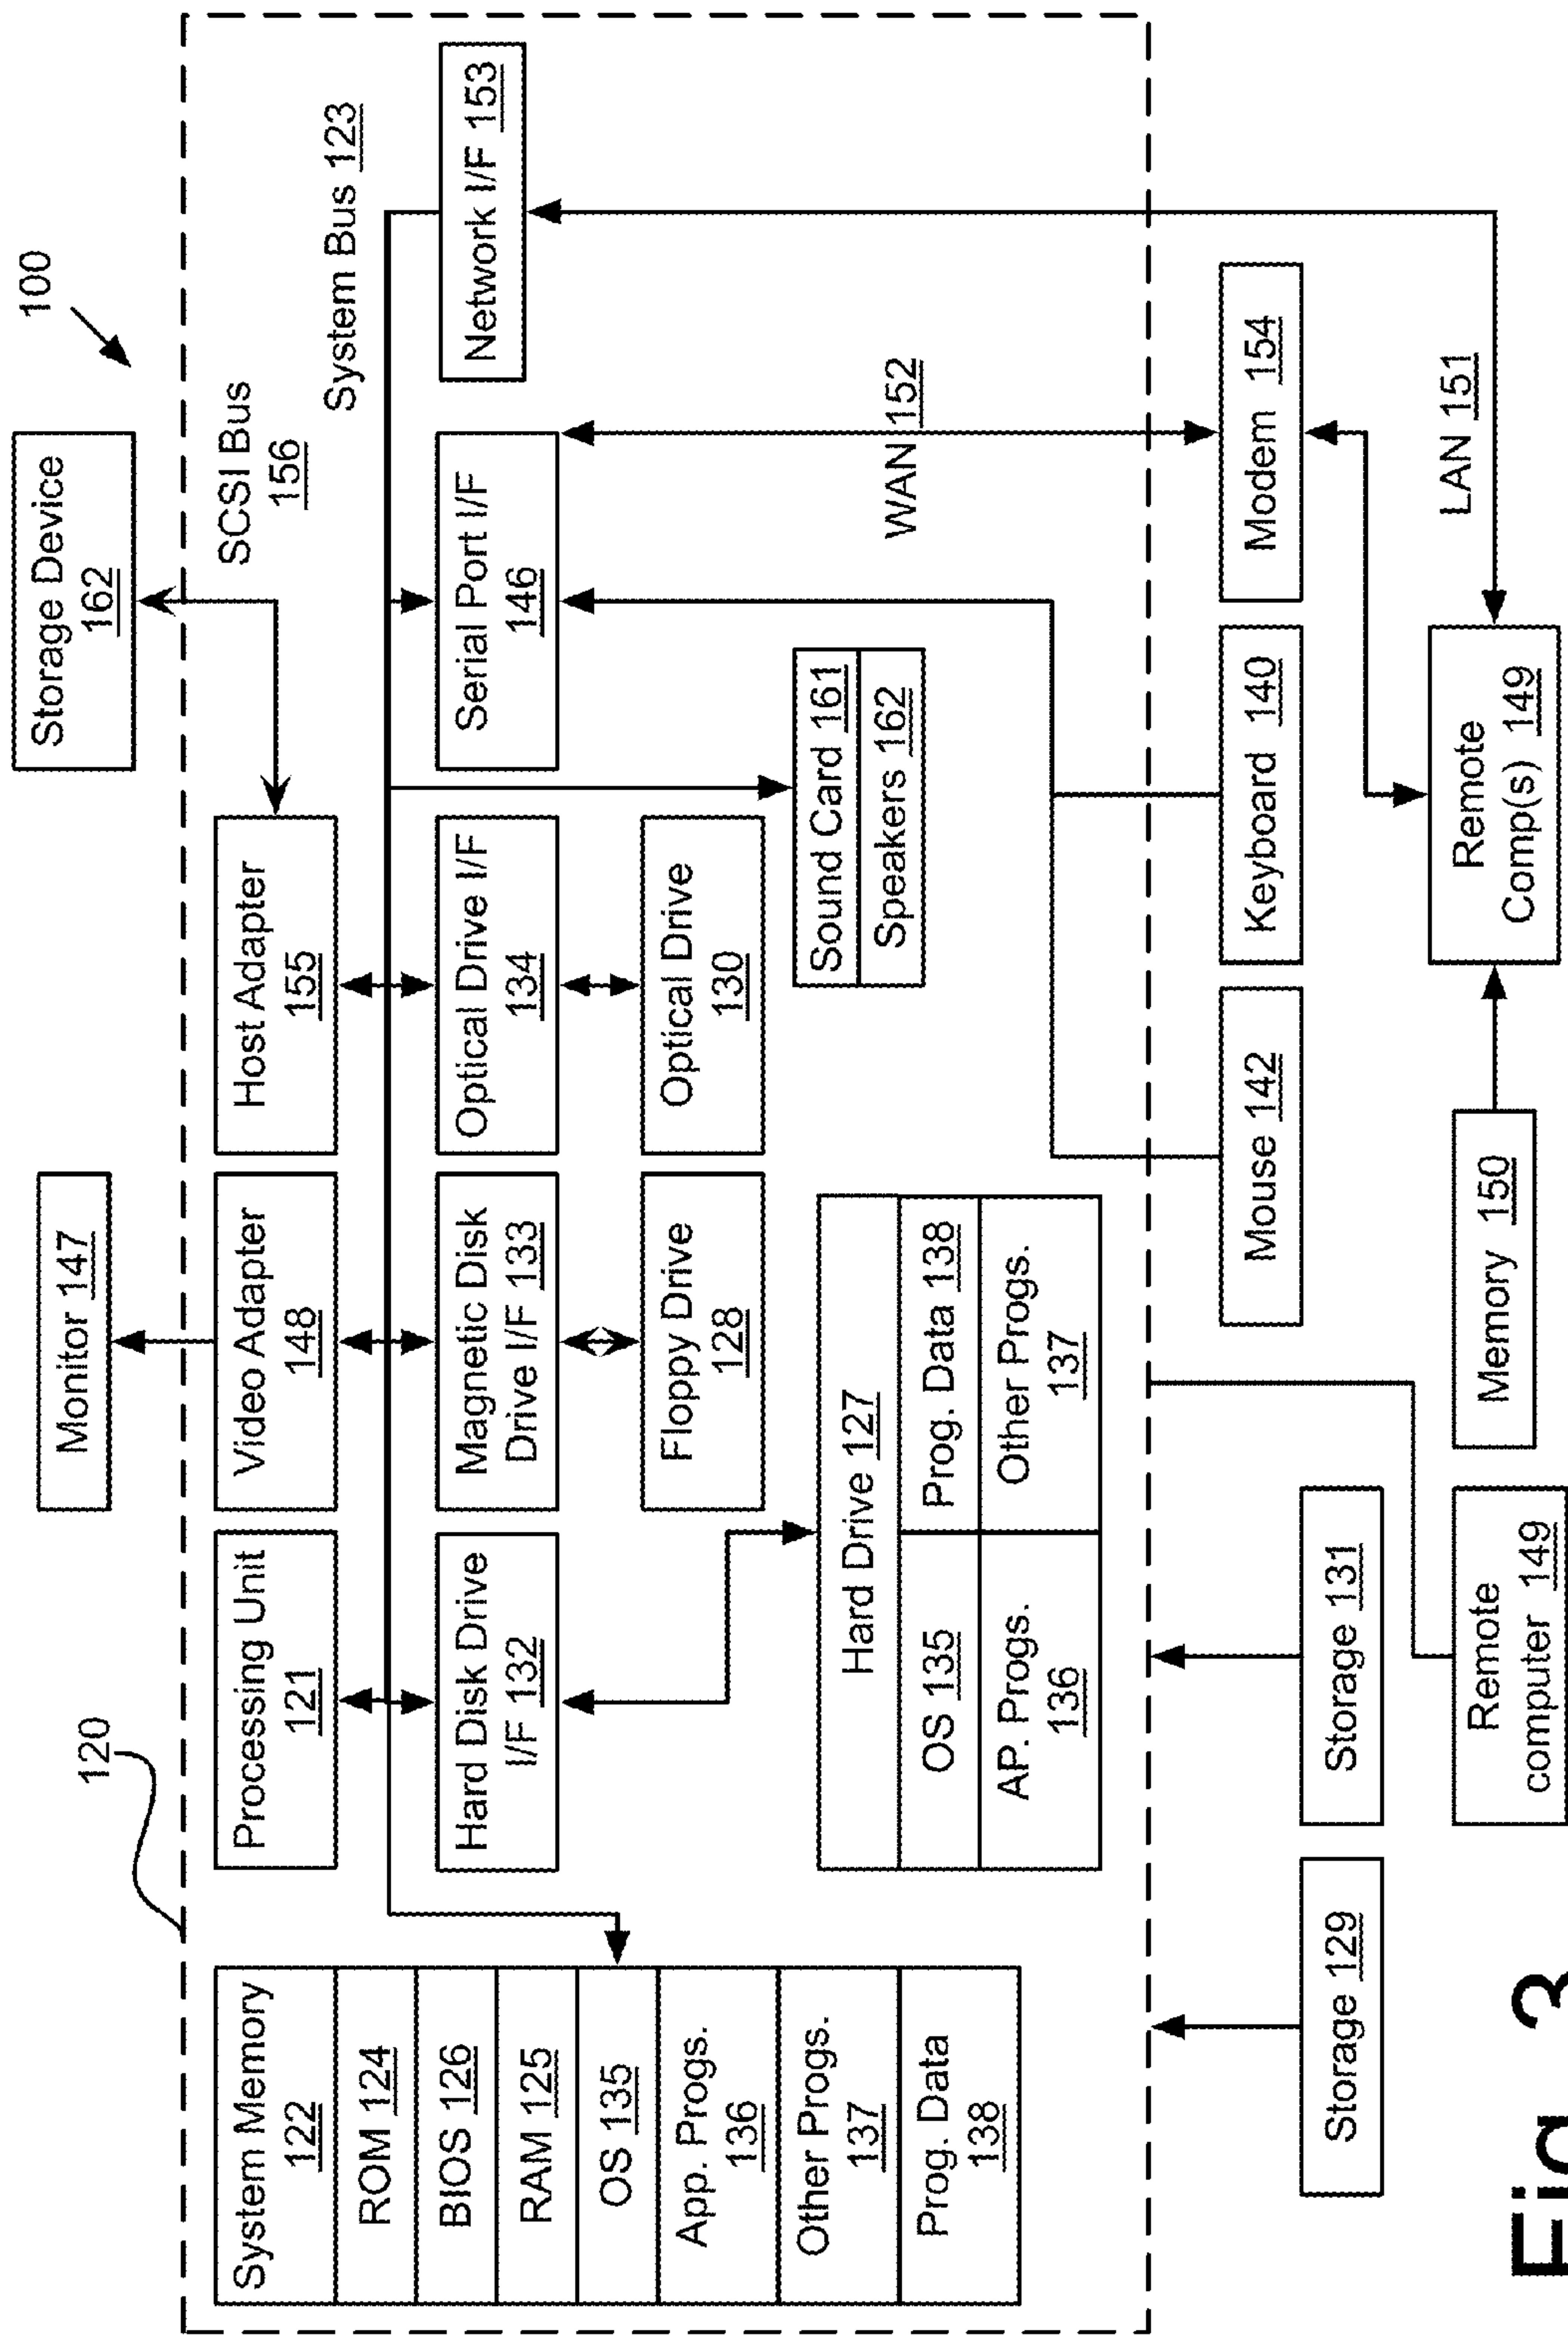 100
120
Monitor 147
Storage Device
162
SCSI Bus
156
System Memory
122
ROM 124
BIOS 126
RAM 125
OS 135
App. Progs.
136
Other Progs.
137
Prog. Data
138
Processing Unit
121
Video Adapter
148
Host Adapter
155
System Bus 123
Hard Disk Drive
I/F 132
Magnetic Disk
Drive I/F 133
Optical Drive I/F
134
Serial Port I/F
146
Network I/F 153
Floppy Drive
128
Optical Drive
130
Sound Card 161
Speakers 162
Hard Drive 127
OS 135
Prog. Data 138
AP. Progs.
136
Other Progs.
137
WAN 152
Mouse 142
Keyboard 140
Modem 154
Storage 129
Storage 131
LAN 151
Remote
computer 149
Memory 150
Remote
Comp(s) 149
Fig. 3